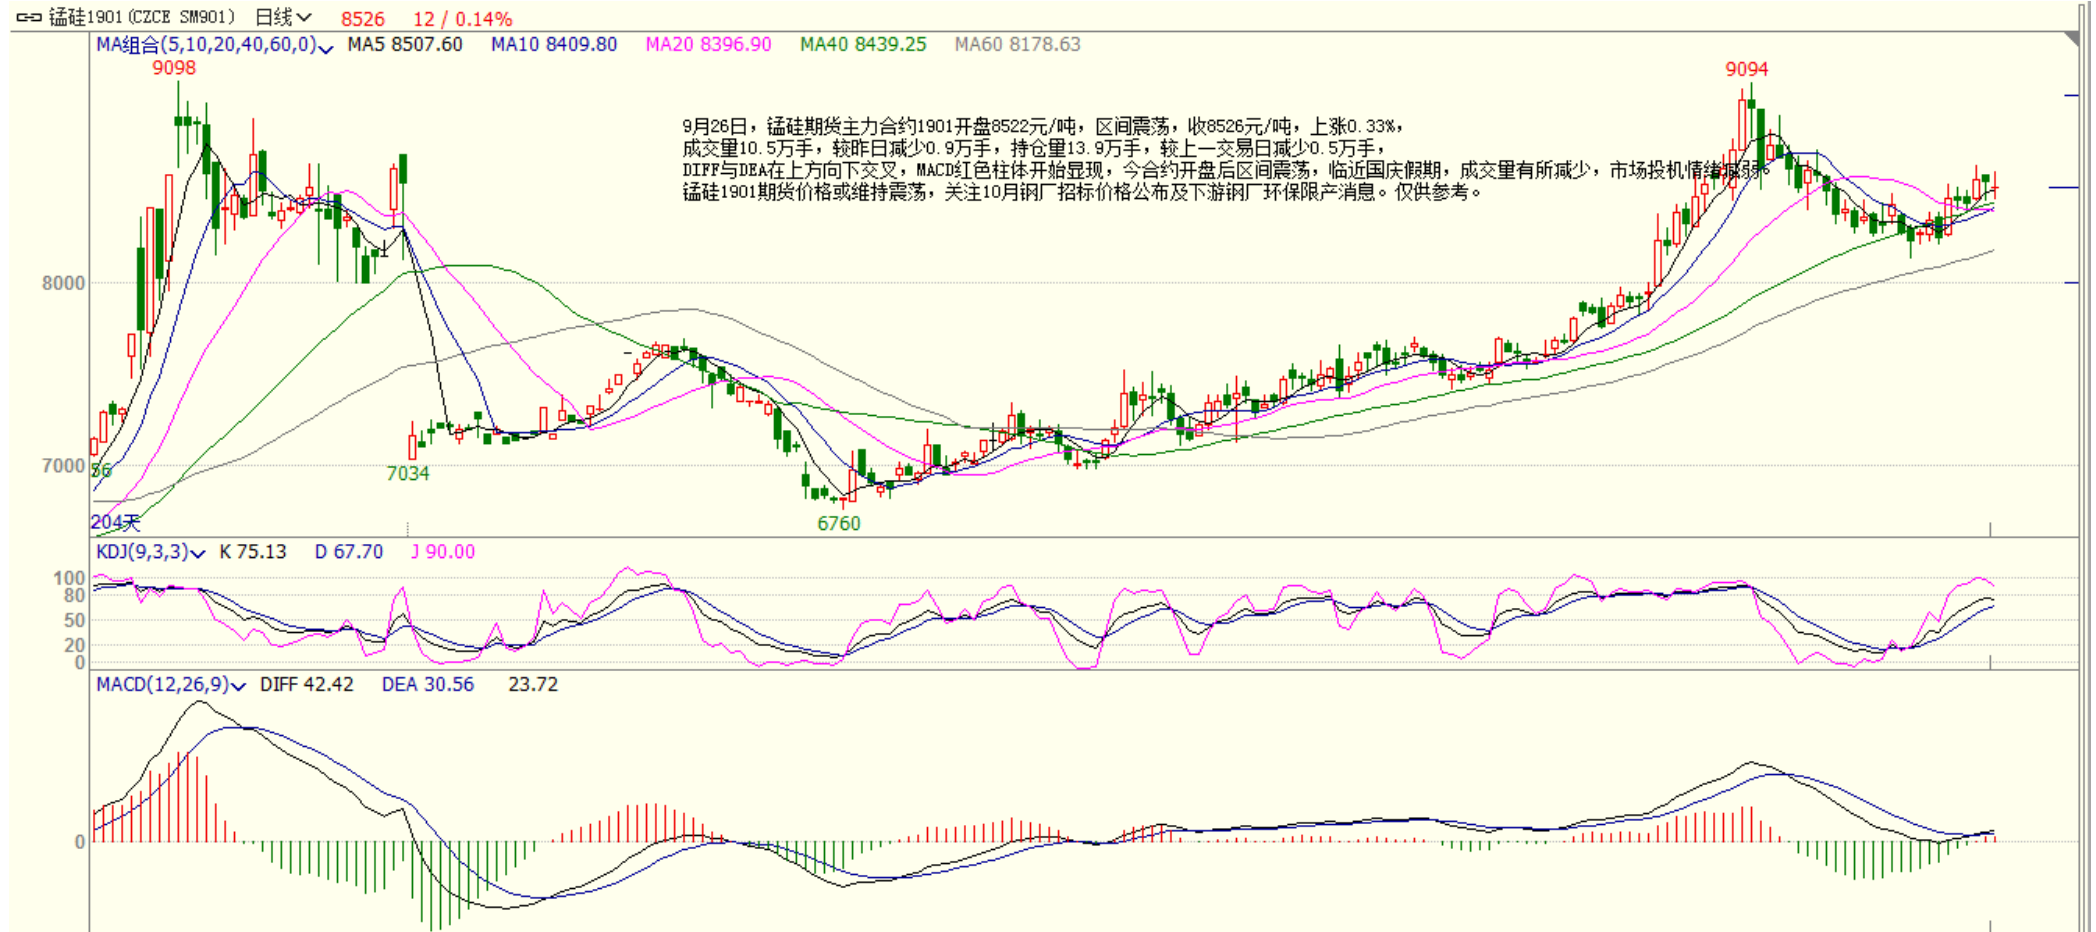 锰硅1901(CZCE SM901) 日线 8526 12 / 0.14%
MA组合(5,10,20,40,60,0) MA5 8507.60 MA10 8409.80 MA20 8396.90 MA40 8439.25 MA60 8178.63
9098
9094
9月26日，锰硅期货主力合约1901开盘8522元/吨，区间震荡，收8526元/吨，上涨0.33%，
成交量10.5万手，较昨日减少0.9万手，持仓量13.9万手，较上一交易日减少0.5万手，
DIFF与DEA在上方向下交叉，MACD红色柱体开始显现，今合约开盘后区间震荡，临近国庆假期，成交量有所减少，市场投机情绪减弱。
锰硅1901期货价格或维持震荡，关注10月钢厂招标价格公布及下游钢厂环保限产消息。仅供参考。
8000
7000
56
7034
204天
6760
KDJ(9,3,3) K 75.13 D 67.70 J 90.00
100
80
50
20
0
MACD(12,26,9) DIFF 42.42 DEA 30.56 23.72
0